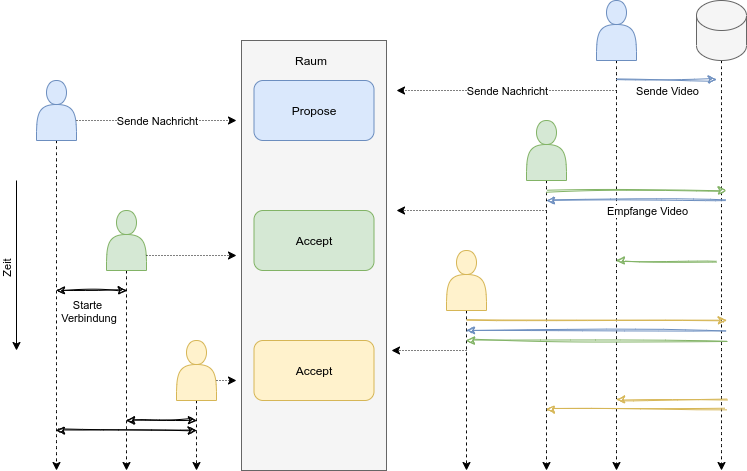 Raum
Sende Nachricht
Propose
Sende Nachricht
Sende Video
Empfange Video
Accept
Zeit
Starte
Verbindung
Accept